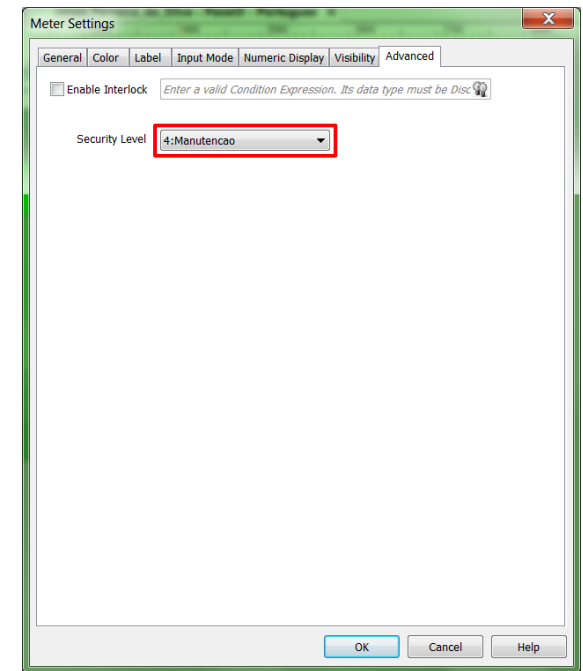 Meter Settings
General Color Label Input Mode Numeric Display Visibility Advanced
Enable Interlock Enter a valid Condition Expression. Its data type must be Disc
Security Level 4:Manutencao
OK Cancel Help